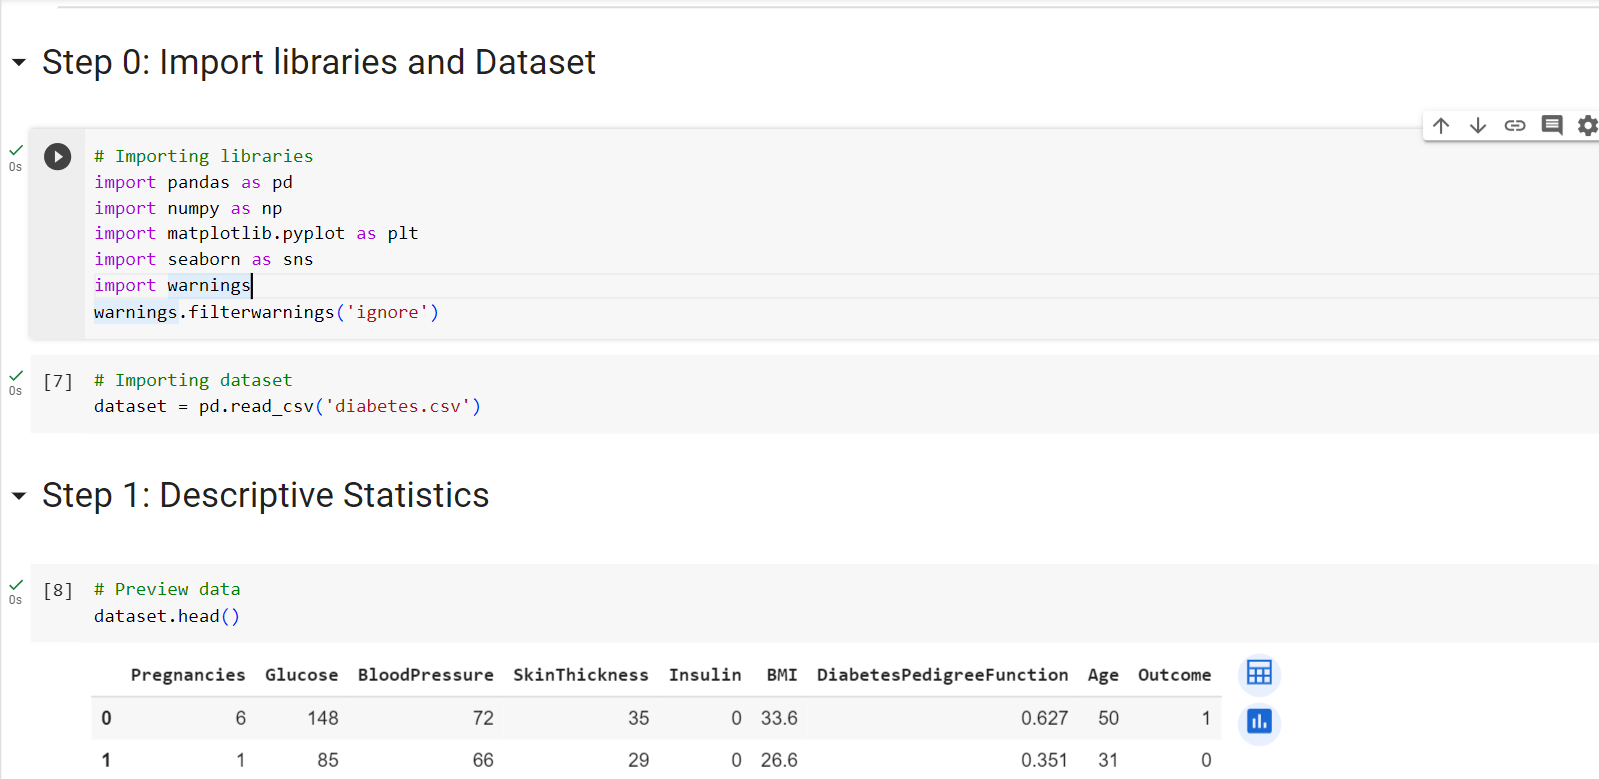 Step 0: Import libraries and Dataset
0s
# Importing libraries
import pandas as pd
import numpy as np
import matplotlib.pyplot as plt
import seaborn as sns
import warnings
warnings.filterwarnings('ignore')
0s
[7] # Importing dataset
dataset = pd.read_csv('diabetes.csv')
Step 1: Descriptive Statistics
0s
[8] # Preview data
dataset.head()
Pregnancies Glucose BloodPressure SkinThickness Insulin BMI DiabetesPedigreeFunction Age Outcome
0 6 148 72 35 0 33.6 0.627 50 1
1 1 85 66 29 0 26.6 0.351 31 0